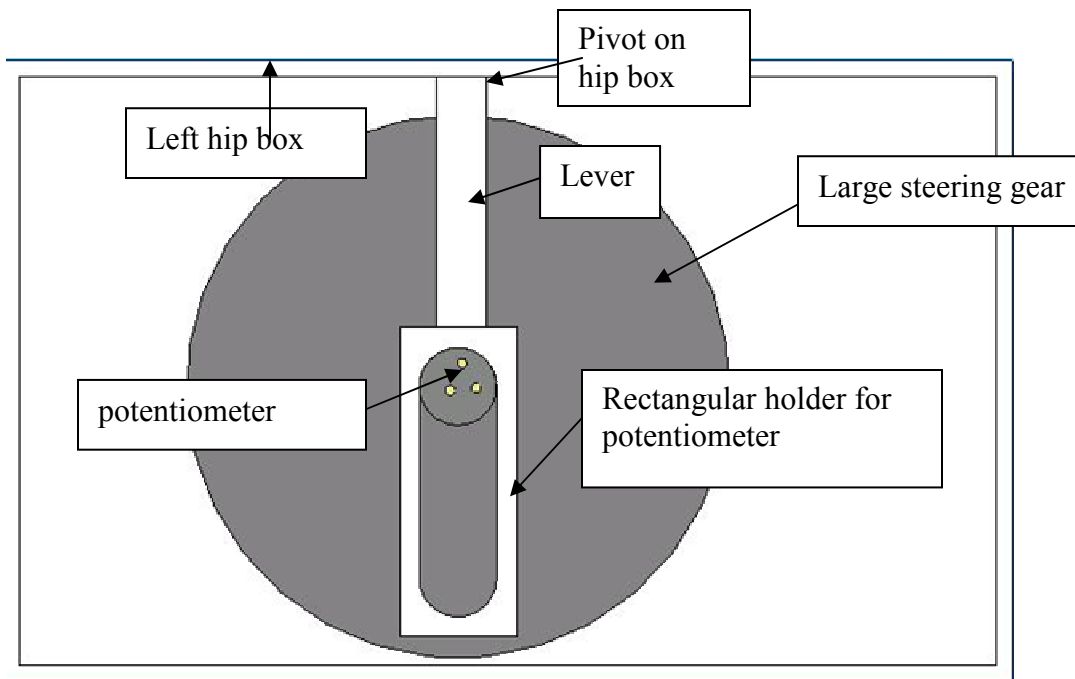 Pivot on
hip box
Left hip box
Lever
Large steering gear
potentiometer
Rectangular holder for
potentiometer